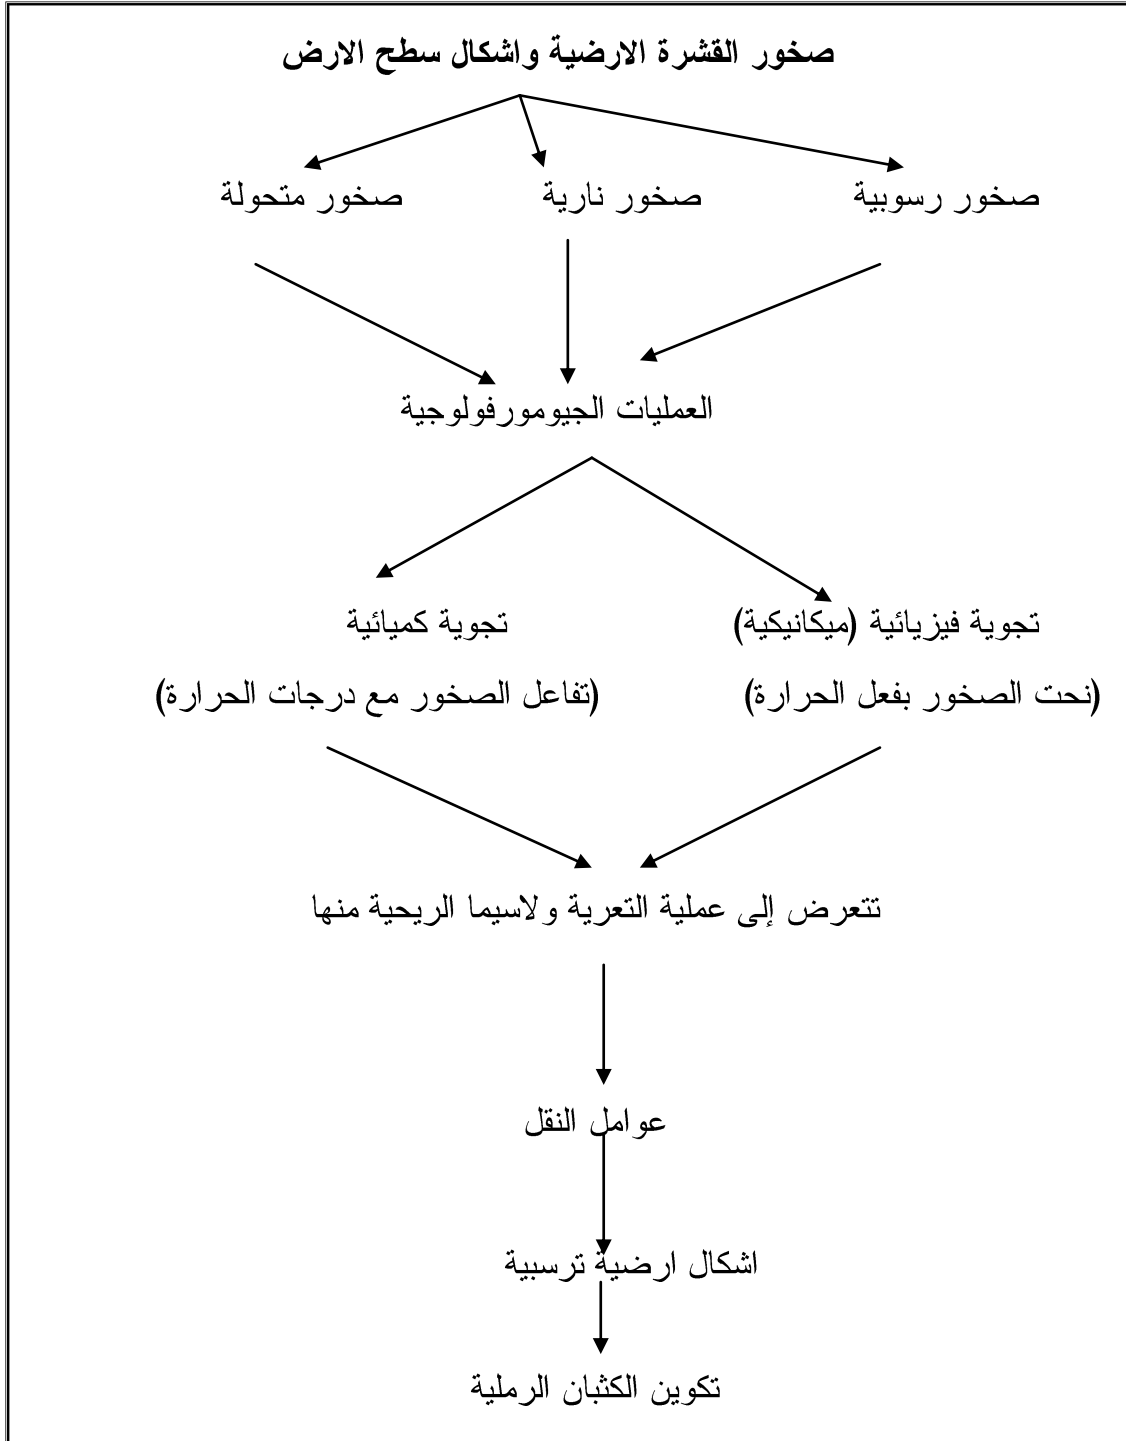 صخور القشرة الارضية واشكال سطح الارض
صخور رسوبية صخور نارية صخور متحولة
العمليات الجيومورفولوجية
تجوية فيزيائية (ميكانيكية) تجوية كميائية
(نحت الصخور بفعل الحرارة) (تفاعل الصخور مع درجات الحرارة)
تتعرض إلى عملية التعرية ولاسيما الريحية منها
عوامل النقل
اشكال ارضية ترسبية
تكوين الكثبان الرملية